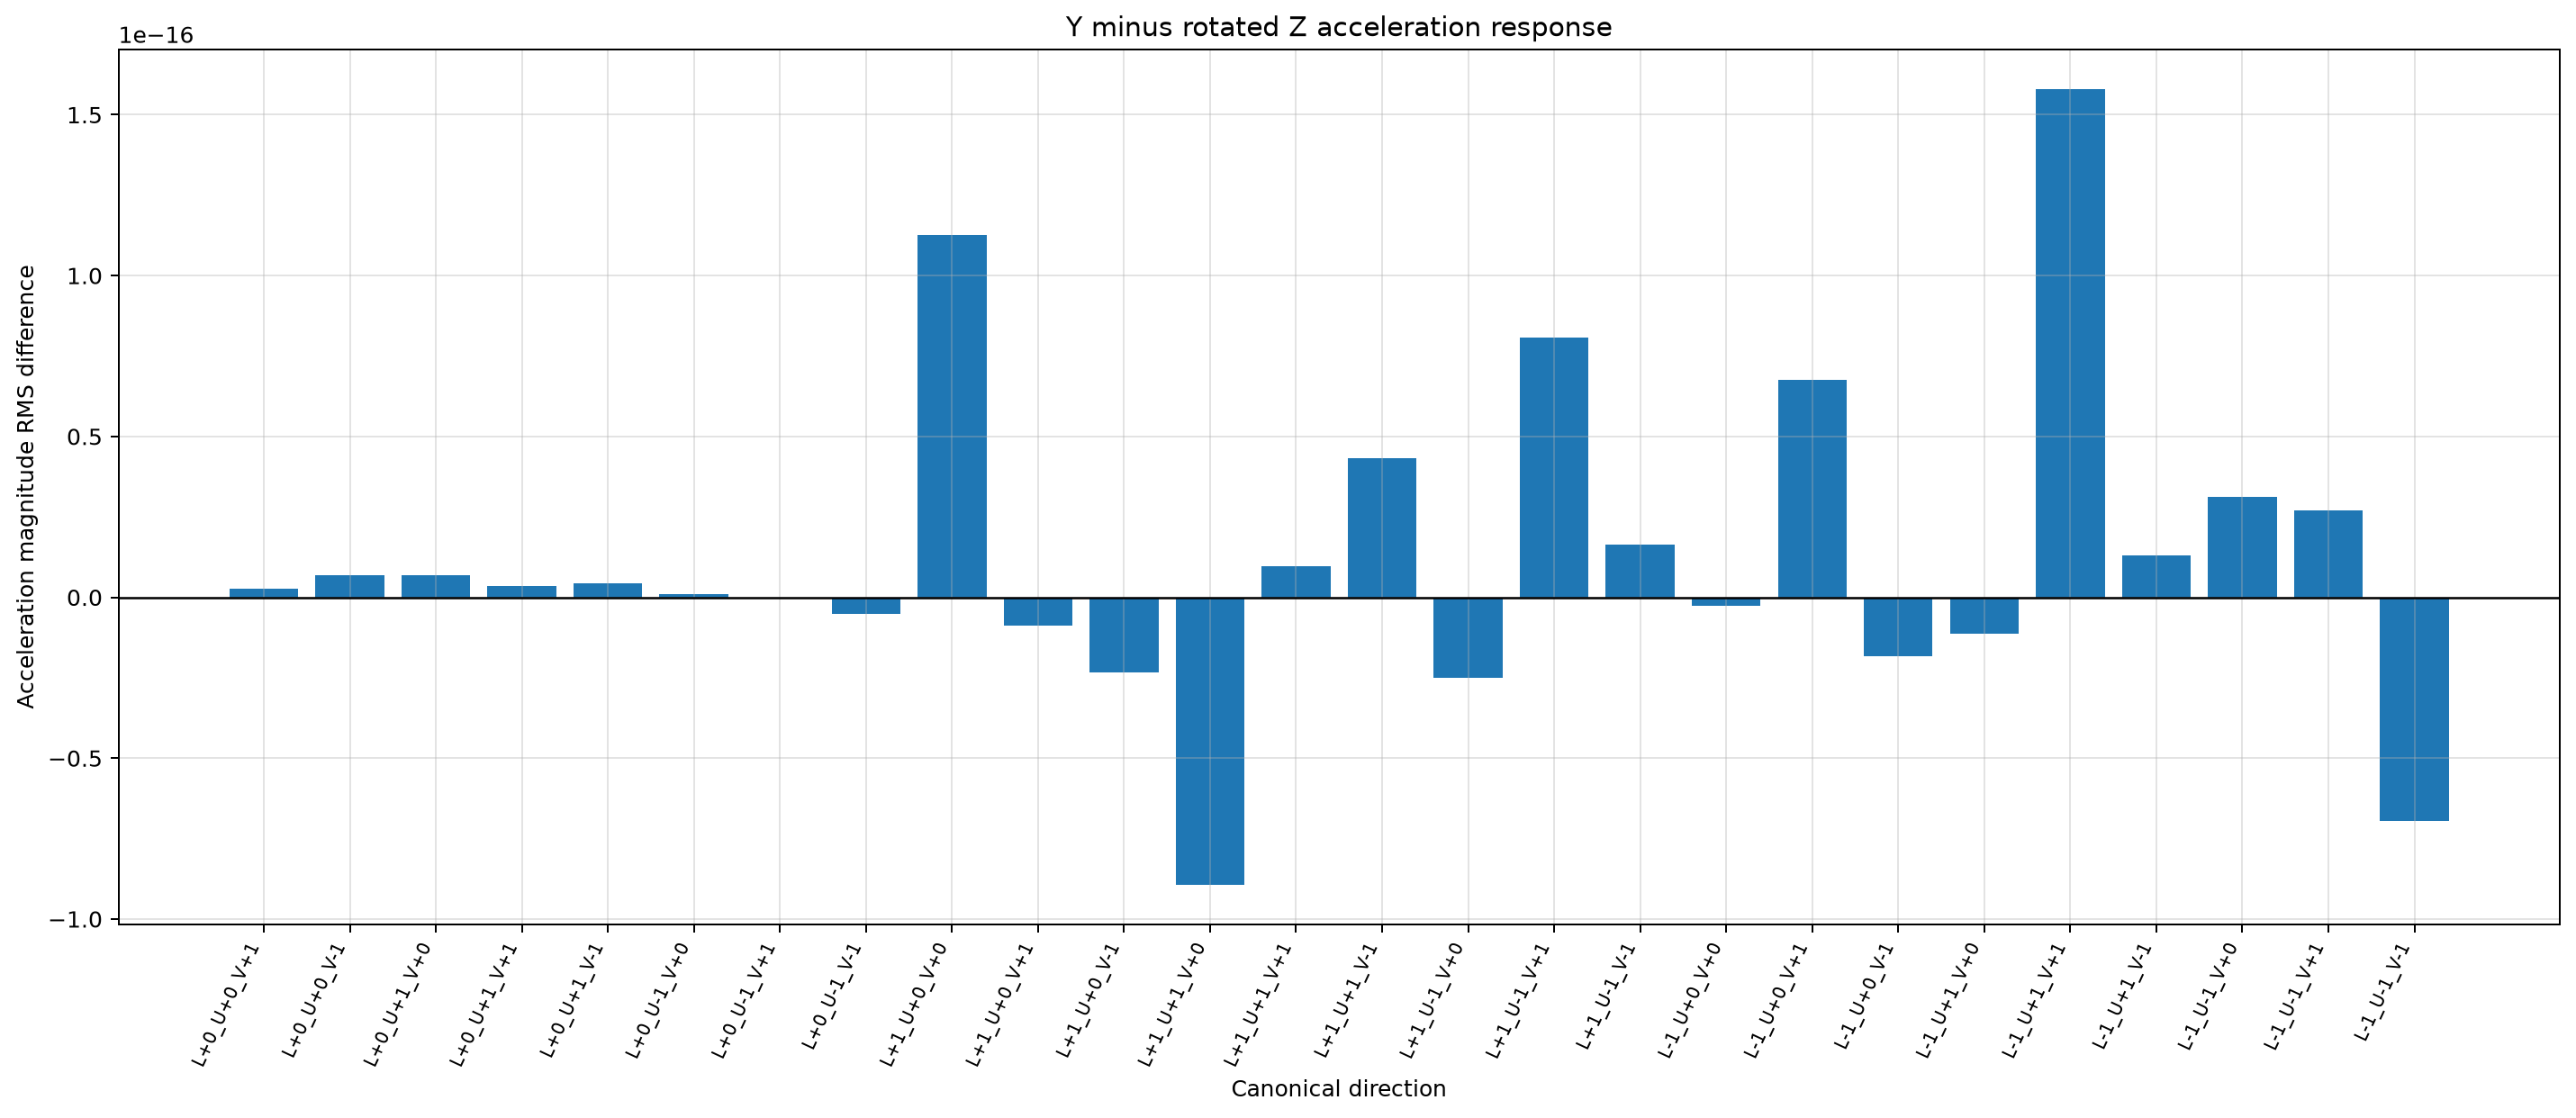 Y minus rotated Z acceleration response
1e−16
Acceleration magnitude RMS difference
1.5
1.0
0.5
0.0
−0.5
−1.0
L+0_U+0_V+1
L+0_U+0_V-1
L+0_U+1_V+0
L+0_U+1_V+1
L+0_U+1_V-1
L+0_U-1_V+0
L+0_U-1_V+1
L+0_U-1_V-1
L+1_U+0_V+0
L+1_U+0_V+1
L+1_U+0_V-1
L+1_U+1_V+0
L+1_U+1_V+1
L+1_U+1_V-1
L+1_U-1_V+0
L+1_U-1_V+1
L+1_U-1_V-1
L-1_U+0_V+0
L-1_U+0_V+1
L-1_U+0_V-1
L-1_U+1_V+0
L-1_U+1_V+1
L-1_U+1_V-1
L-1_U-1_V+0
L-1_U-1_V+1
L-1_U-1_V-1
Canonical direction